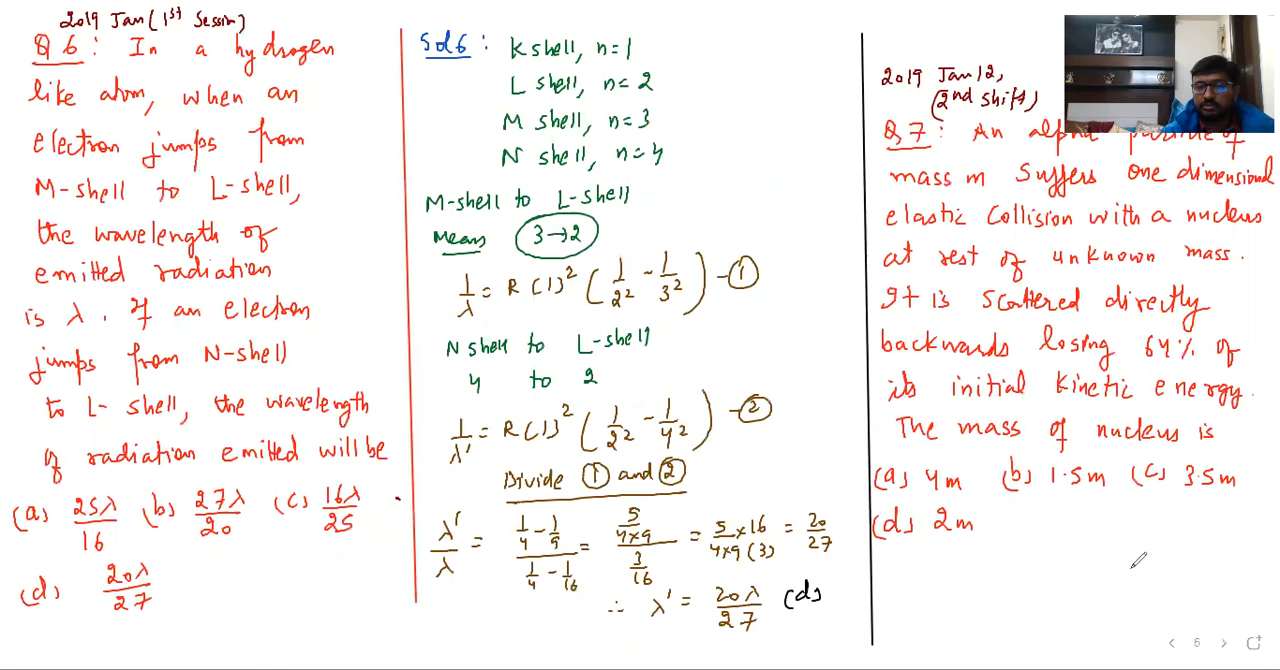 2019 Jan (1st Session)
Q 6 : In a hydrogen
like atom, when an
electron jumps from
M-shell to L-shell,
the wavelength of
emitted radiation
is λ. If an electron
jumps from N-shell
to L-shell, the wavelength
of radiation emitted will be
(a) 25λ/16 (b) 27λ/20 (c) 16λ/25
(d) 20λ/27
Sol 6 : K shell, n=1
L shell, n=2
M shell, n=3
N shell, n=4
M-shell to L-shell
Means 3→2
1/λ = R(1)² (1/2² - 1/3²) - ①
N shell to L-shell
4 to 2
1/λ' = R(1)² (1/2² - 1/4²) - ②
Divide ① and ②
λ'/λ = (1/4 - 1/9)/(1/4 - 1/16) = (5/4×9)/(3/16) = 5×16/4×9(3) = 20/27
∴ λ' = 20λ/27 (d)
2019 Jan 12,
(2nd Shift)
Q 7 : An alpha of
mass m suffers one dimensional
elastic collision with a nucleus
at rest of unknown mass.
It is scattered directly
backwards losing 64% of
its initial kinetic energy.
The mass of nucleus is
(a) 4m (b) 1.5m (c) 3.5m
(d) 2m
< 6 >